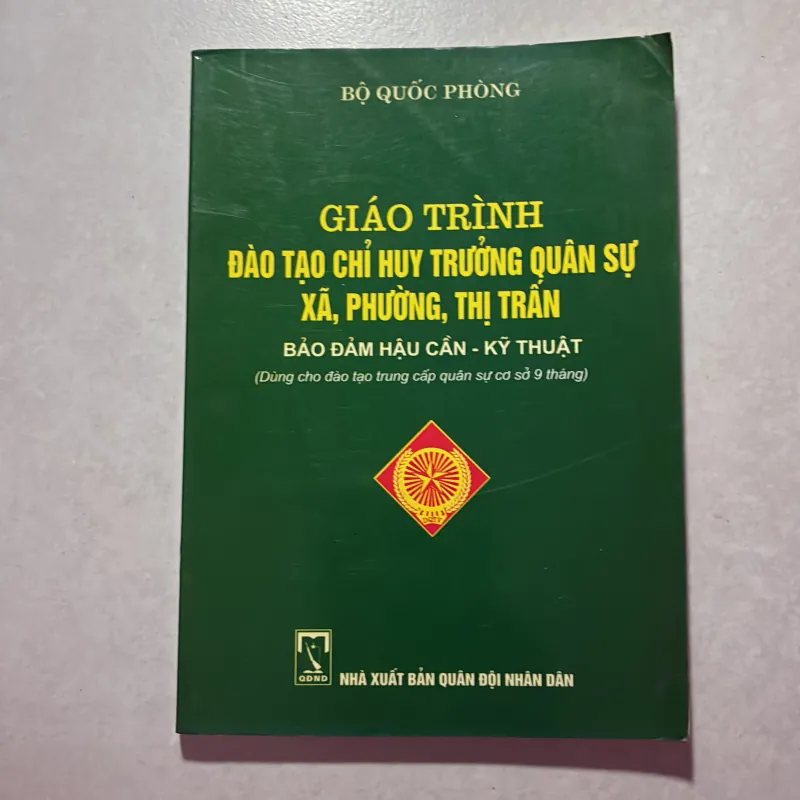 BỘ QUỐC PHÒNG
GIÁO TRÌNH
ĐÀO TẠO CHỈ HUY TRƯỞNG QUÂN SỰ
XÃ, PHƯỜNG, THỊ TRẤN
BẢO ĐẢM HẬU CẦN - KỸ THUẬT
(Dùng cho đào tạo trung cấp quân sự cơ sở 9 tháng)
DQTV
QDND
NHÀ XUẤT BẢN QUÂN ĐỘI NHÂN DÂN